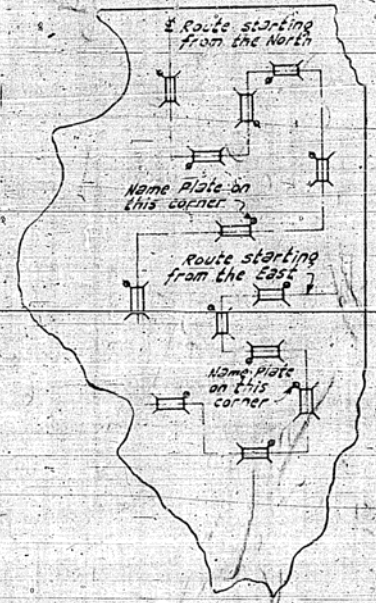 ℄ Route starting
from the North
Name Plate on
this corner
Route starting
from the East
Name Plate
on this
corner